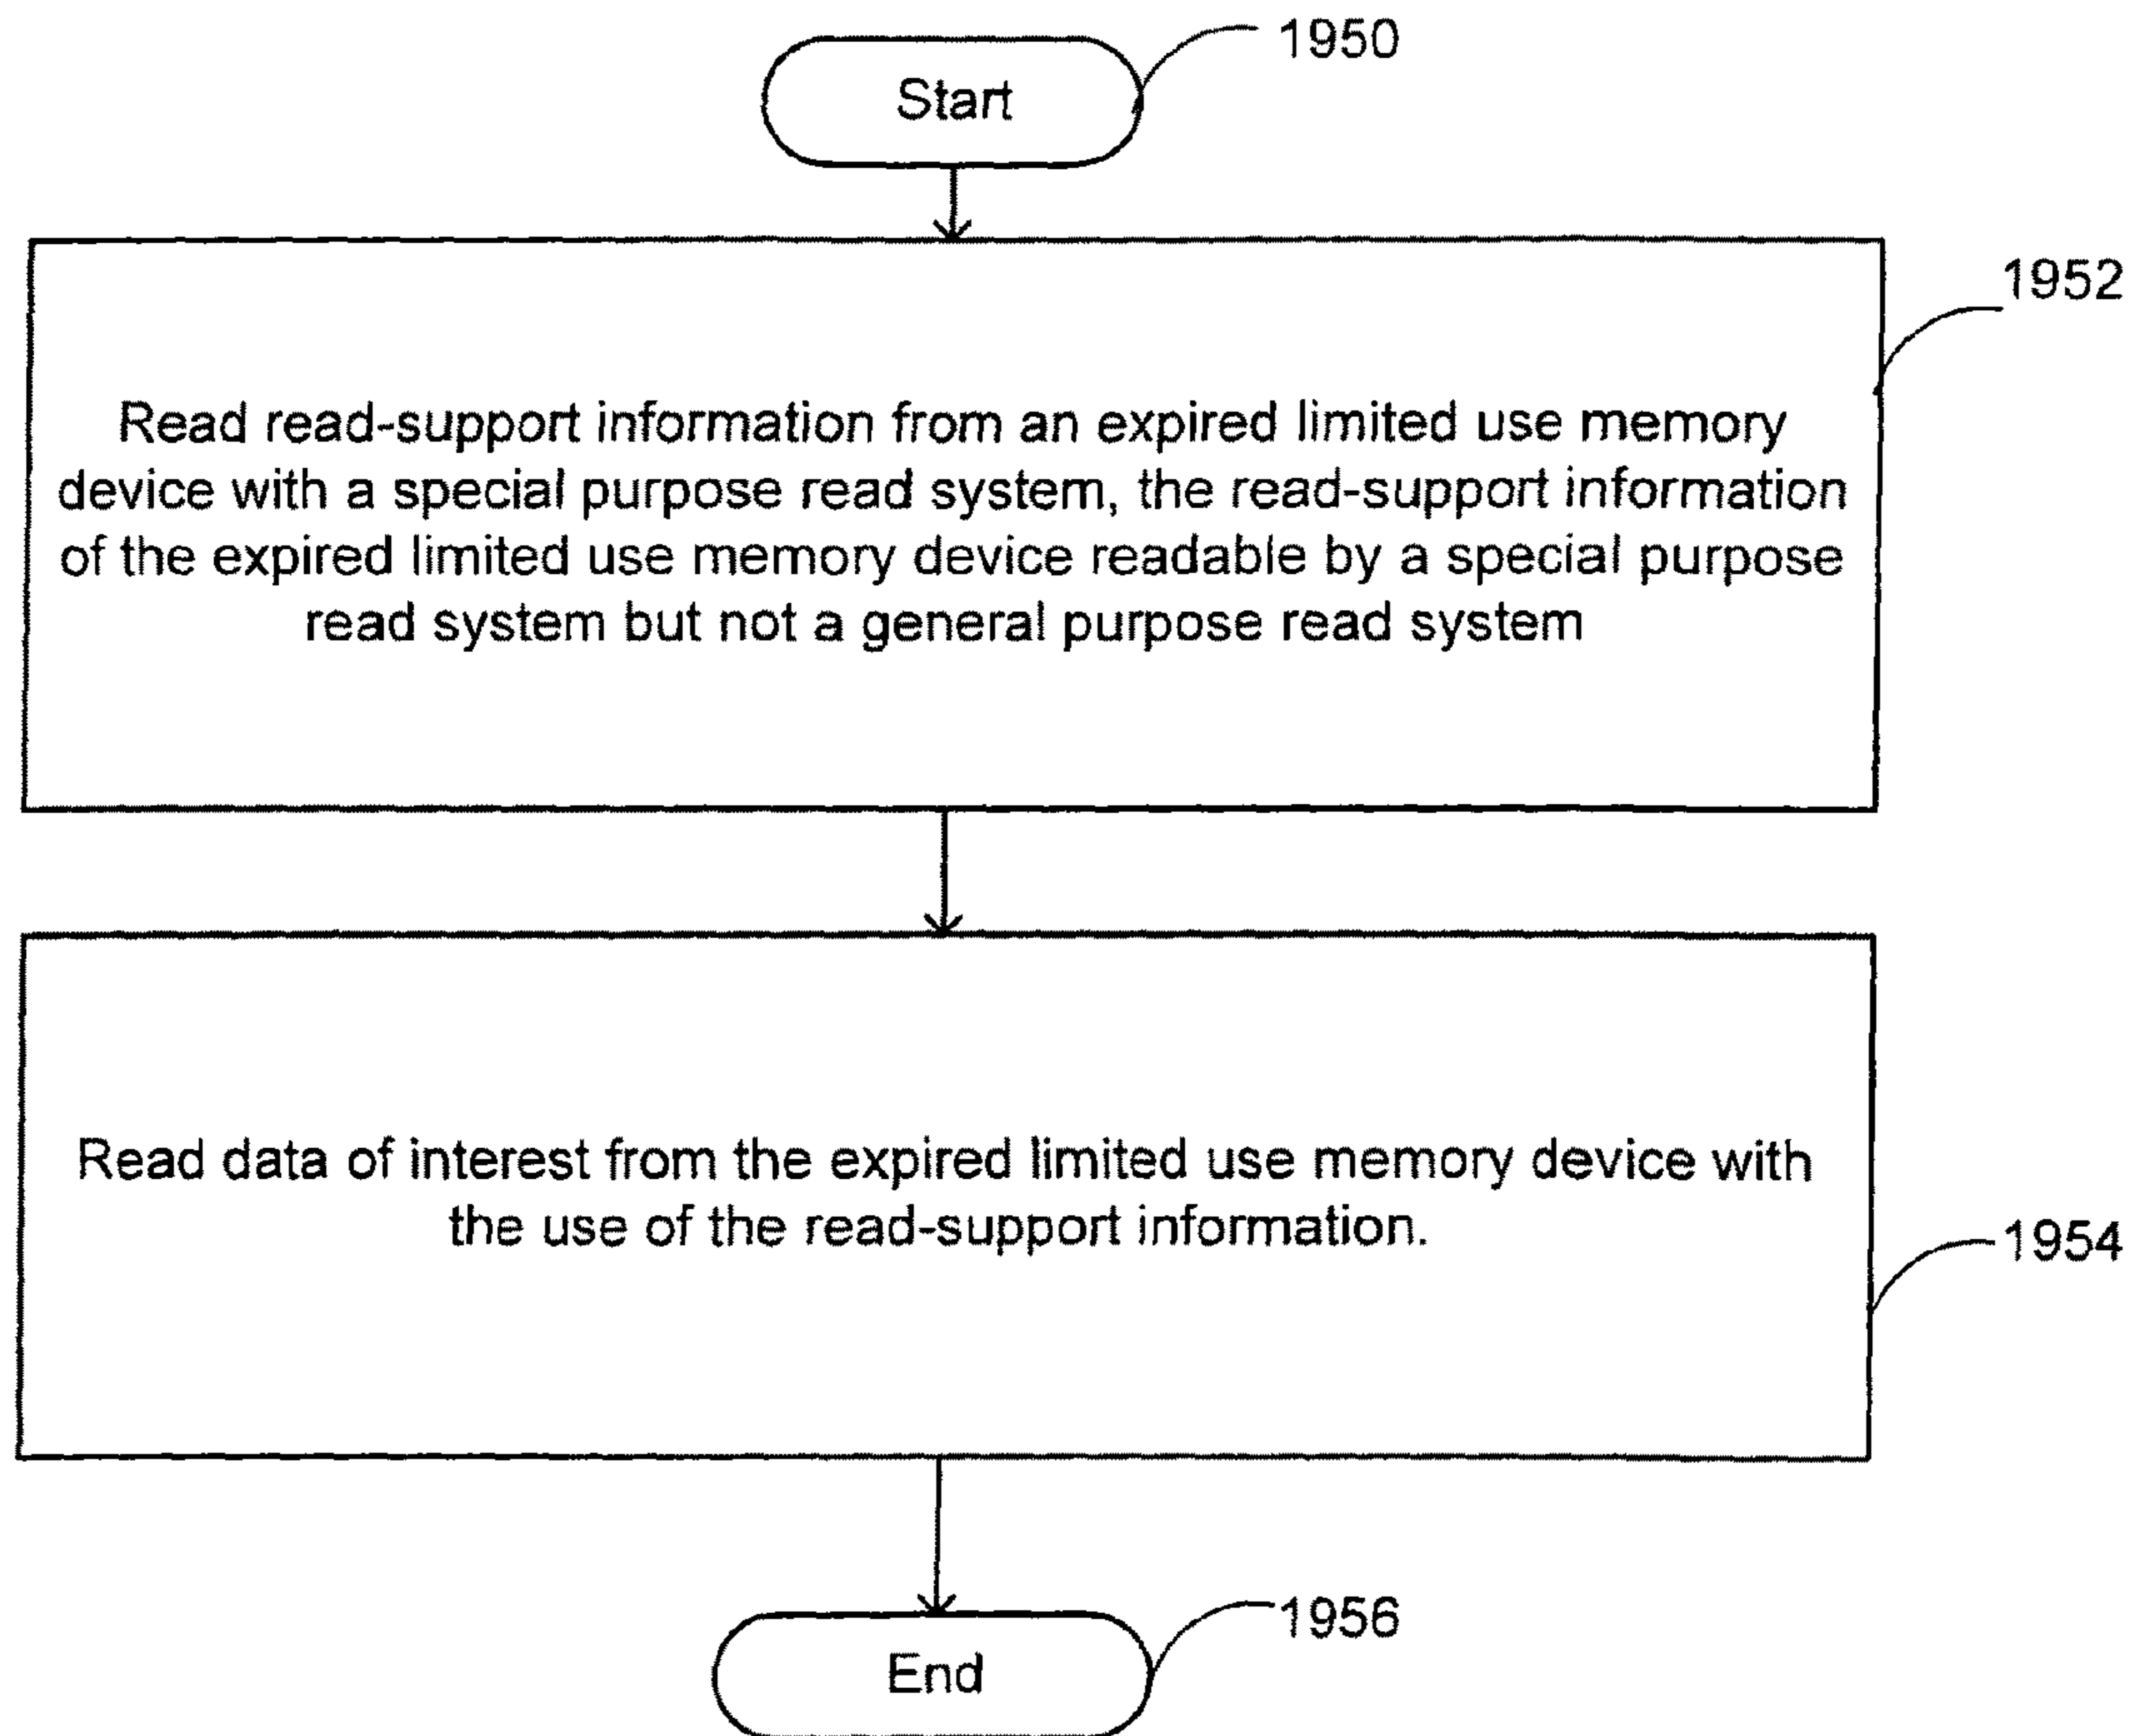 1950
Start
1952
Read read-support information from an expired limited use memory
device with a special purpose read system, the read-support information
of the expired limited use memory device readable by a special purpose
read system but not a general purpose read system
Read data of interest from the expired limited use memory device with
the use of the read-support information.
1954
1956
End